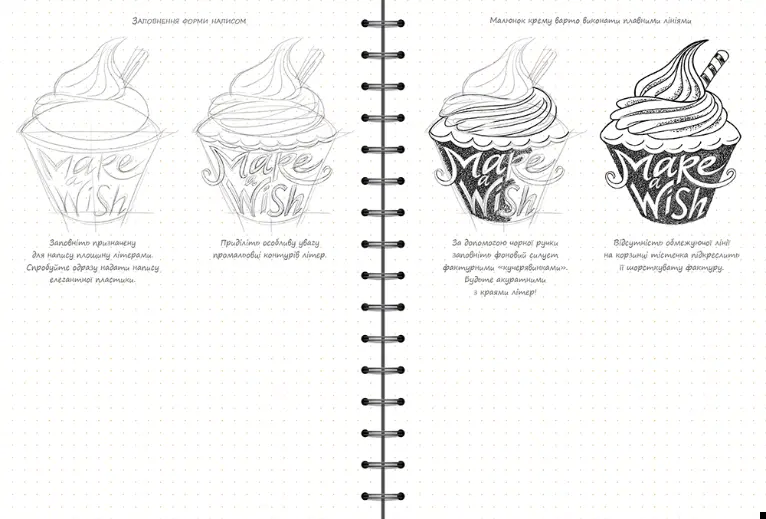 Заповнення форми написом
Малюнок крему варто виконати плавними лініями
Make
a
Wish
Make
a
Wish
Make
a
Wish
Make
a
Wish
Заповніть призначену
для напису площину літерами.
Спробуйте одразу надати напису
елегантної пластики.
Приділіть особливу увагу
промальовці контурів літер.
За допомогою чорної ручки
заповніть фоновий силует
фактурними «кучерявинками».
Будьте акуратними
з краями літер!
Відсутність обмежуючої лінії
на корзинці тістечка підкреслить
її шорсткувату фактуру.